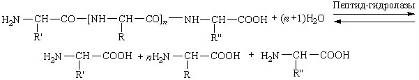 Пептид-гидролазы
H₂N—CH—CO—[NH—CH—CO]ₙ—NH—CH—COOH + (n+1)H₂O
R' R R"
H₂N—CH—COOH + nH₂N—CH—COOH + H₂N—CH—COOH
R' R R"